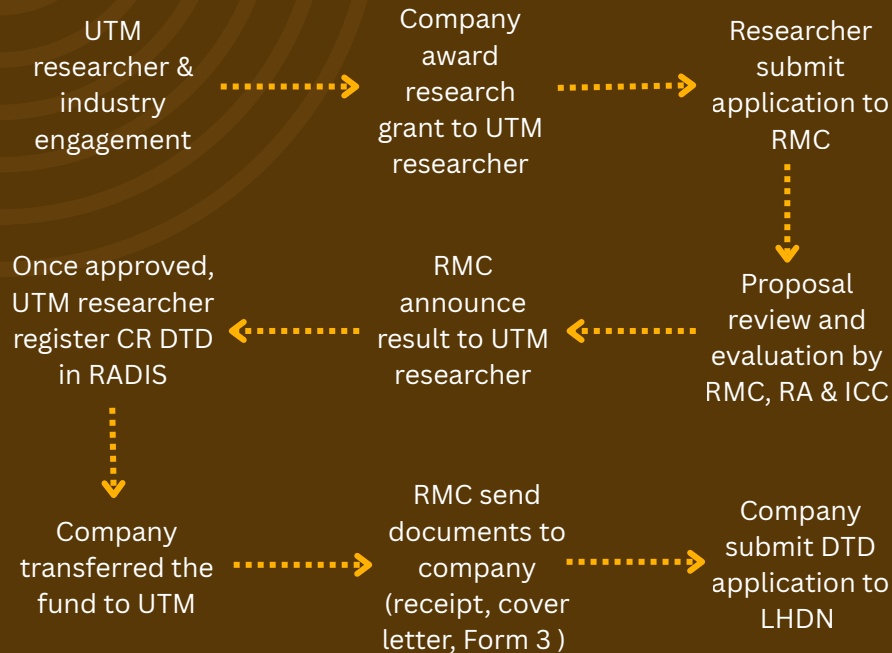 UTM
researcher &
industry
engagement
Company
award
research
grant to UTM
researcher
Researcher
submit
application to
RMC
Proposal
review and
evaluation by
RMC, RA & ICC
RMC
announce
result to UTM
researcher
Once approved,
UTM researcher
register CR DTD
in RADIS
Company
transferred the
fund to UTM
RMC send
documents to
company
(receipt, cover
letter, Form 3 )
Company
submit DTD
application to
LHDN